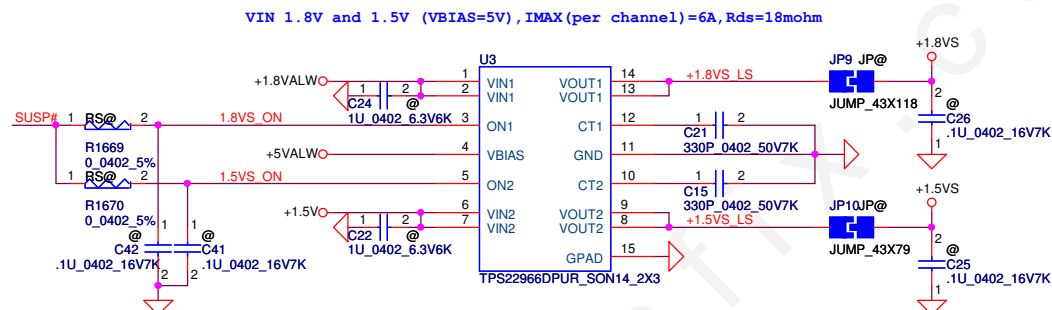 VIN 1.8V and 1.5V (VBIAS=5V),IMAX(per channel)=6A,Rds=18mohm
U3
+1.8VALW
1 VIN1
2 VIN1
1 2
C24 @
1U_0402_6.3V6K
SUSP#
1 RS@ 2
R1669
0_0402_5%
1.8VS_ON
3 ON1
+5VALW
4 VBIAS
1 RS@ 2
R1670
0_0402_5%
1.5VS_ON
5 ON2
+1.5V
6 VIN2
7 VIN2
1 2
C22 @
1U_0402_6.3V6K
1 1
@ @
C42 C41
.1U_0402_16V7K .1U_0402_16V7K
2 2
VOUT1 14
VOUT1 13
+1.8VS_LS
CT1 12
1 2
C21
330P_0402_50V7K
GND 11
CT2 10
1 2
C15
330P_0402_50V7K
VOUT2 9
VOUT2 8
+1.5VS_LS
GPAD 15
TPS22966DPUR_SON14_2X3
JP9 JP@
JUMP_43X118
+1.8VS
2 @
C26
.1U_0402_16V7K
1
JP10JP@
JUMP_43X79
+1.5VS
2 @
C25
.1U_0402_16V7K
1